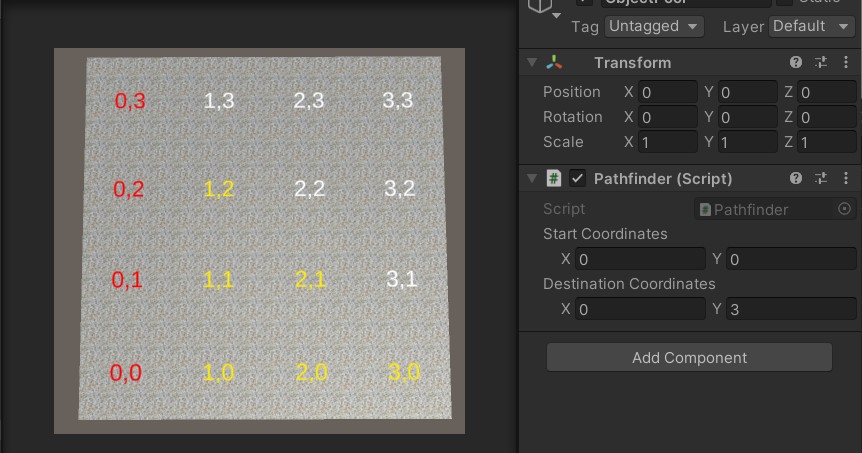 Tag Untagged Layer Default
0,3 1,3 2,3 3,3
0,2 1,2 2,2 3,2
0,1 1,1 2,1 3,1
0,0 1,0 2,0 3,0
Transform
Position X 0 Y 0 Z 0
Rotation X 0 Y 0 Z 0
Scale X 1 Y 1 Z 1
# Pathfinder (Script)
Script # Pathfinder
Start Coordinates
X 0 Y 0
Destination Coordinates
X 0 Y 3
Add Component